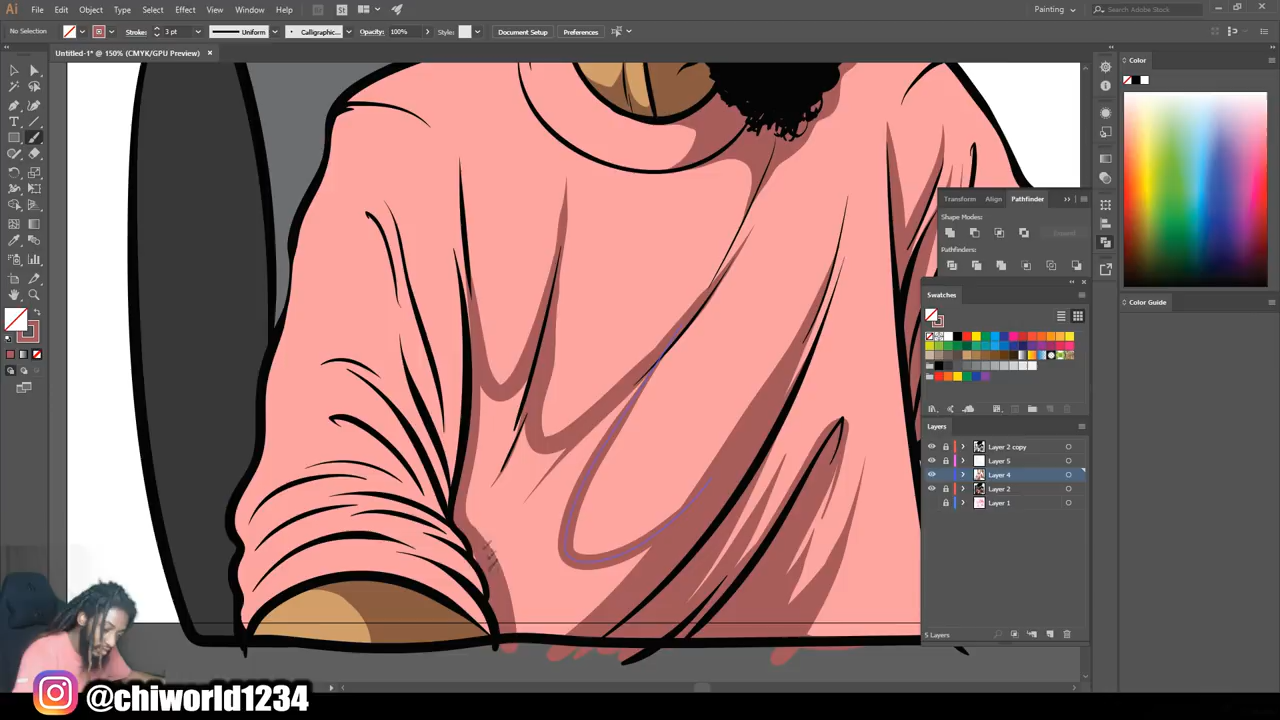 Ai File Edit Object Type Select Effect View Window Help Br St Painting Search Adobe Stock
No Selection Stroke: 3 pt Uniform Calligraphic... Opacity: 100% Style: Document Setup Preferences
Untitled-1* @ 150% (CMYK/GPU Preview) ×
Color
Transform Align Pathfinder
Shape Modes:
Expand
Pathfinders:
Swatches
Color Guide
Layers
Layer 2 copy
Layer 5
Layer 4
Layer 2
Layer 1
5 Layers
@chiworld1234